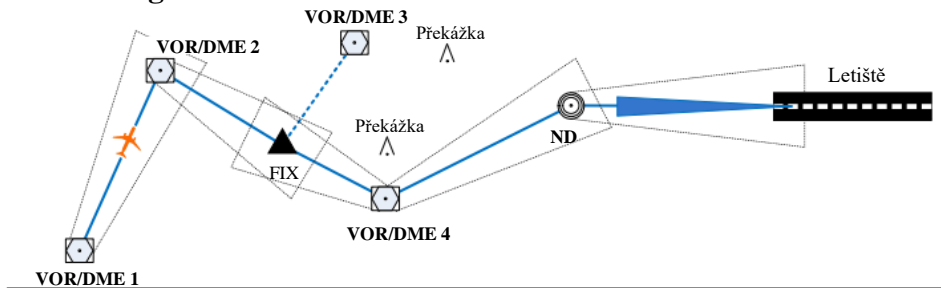 VOR/DME 3
Překážka
VOR/DME 2
Letiště
Překážka
ND
FIX
VOR/DME 4
VOR/DME 1